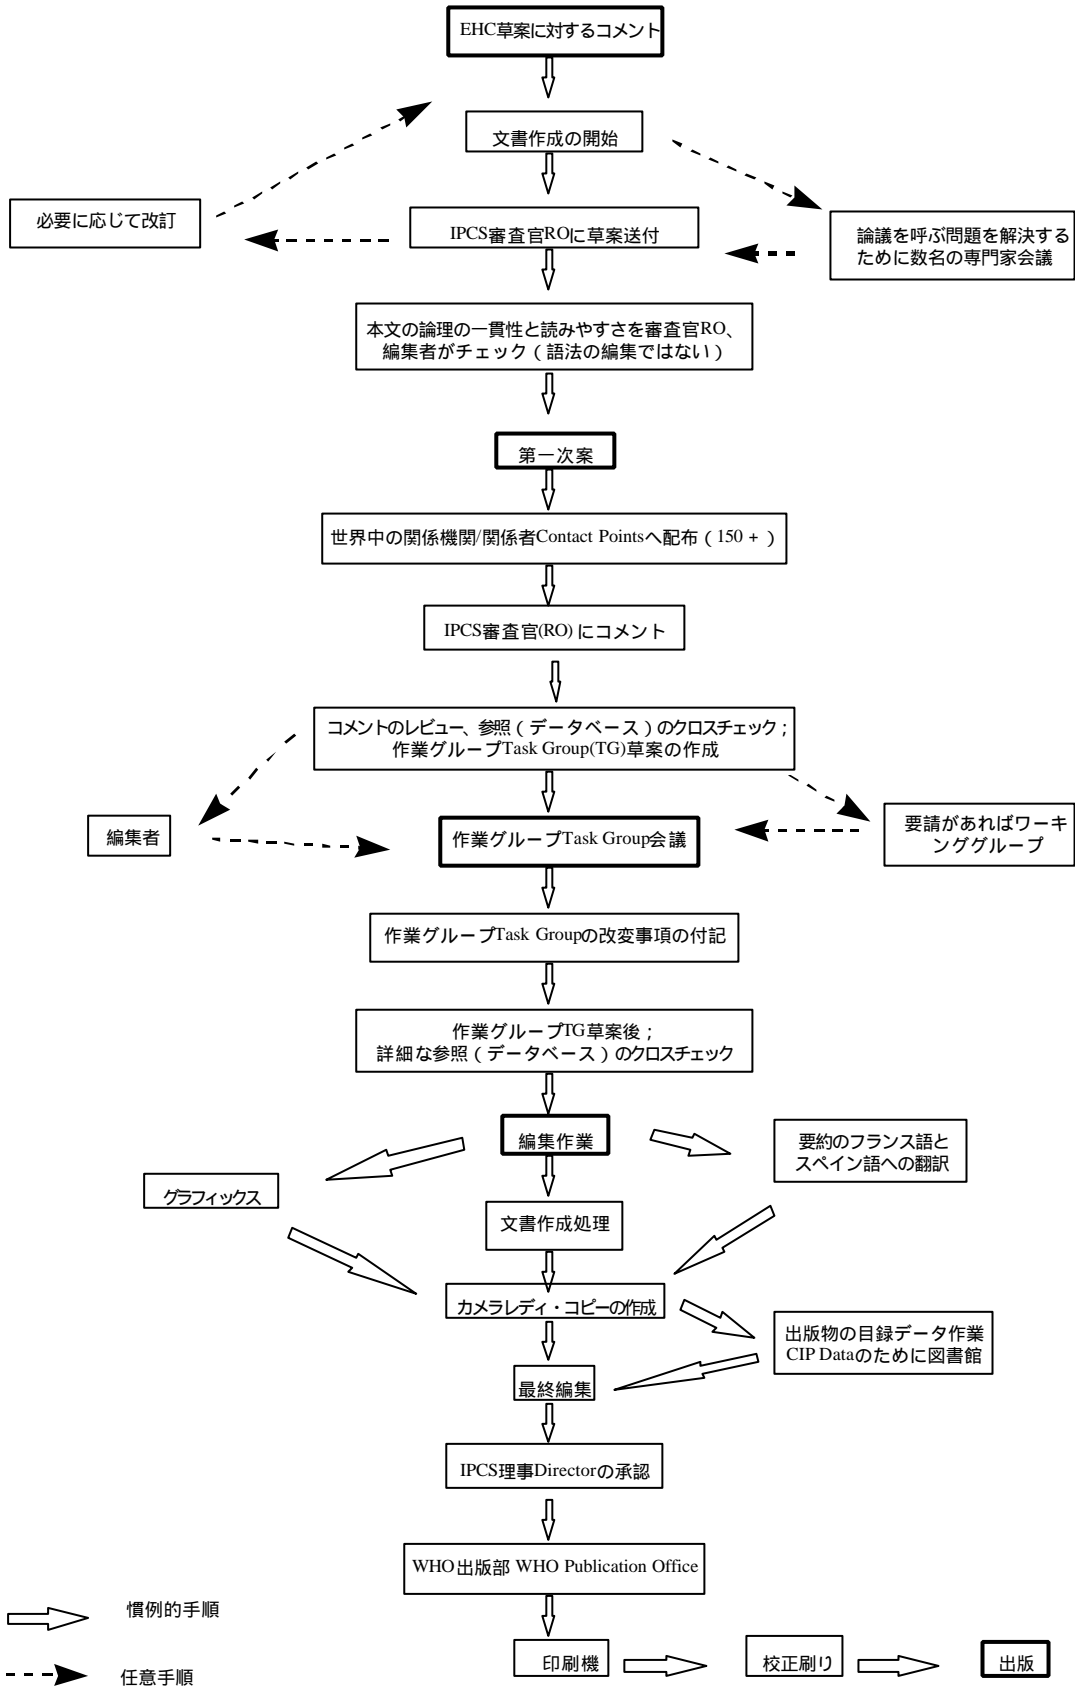 EHC草案に対するコメント
文書作成の開始
必要に応じて改訂
IPCS審査官ROに草案送付
論議を呼ぶ問題を解決する
ために数名の専門家会議
本文の論理の一貫性と読みやすさを審査官RO、
編集者がチェック（語法の編集ではない）
第一次案
世界中の関係機関/関係者Contact Pointsへ配布（150 + ）
IPCS審査官(RO) にコメント
コメントのレビュー、参照（データベース）のクロスチェック；
作業グループTask Group(TG)草案の作成
編集者
作業グループTask Group会議
要請があればワーキ
ンググループ
作業グループTask Groupの改変事項の付記
作業グループTG草案後；
詳細な参照（データベース）のクロスチェック
編集作業
要約のフランス語と
スペイン語への翻訳
グラフィックス
文書作成処理
カメラレディ・コピーの作成
出版物の目録データ作業
CIP Dataのために図書館
最終編集
IPCS理事Directorの承認
WHO出版部 WHO Publication Office
慣例的手順
印刷機
校正刷り
出版
任意手順